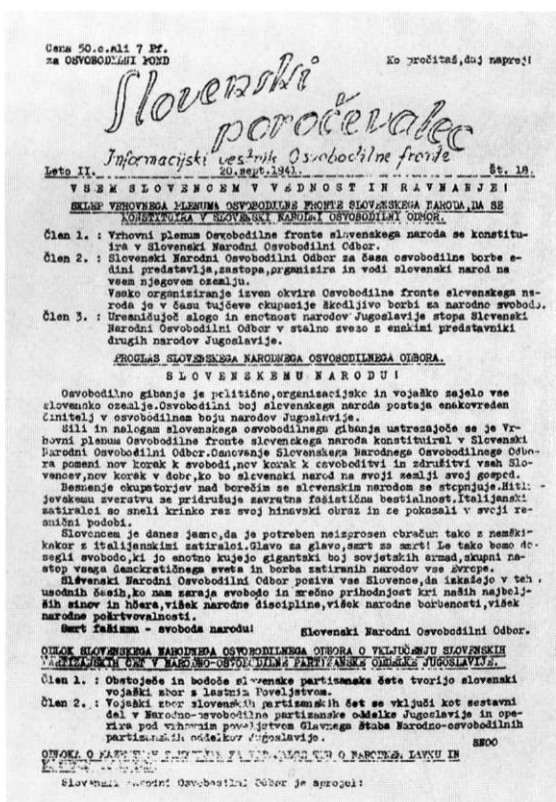 Cena 50.c.ali 7 Pf.
za OSVOBODILNI FOND
Ko prečitaš,daj naprej!
Slovenski
poročevalec
Informacijski vestnik Osvobodilne fronte
Leto II. 20.sept.1941. Št. 18.
VSEM SLOVENCEM V VEDNOST IN RAVNANJE!
SKLEP VRHOVNEGA PLENUMA OSVOBODILNE FRONTE SLOVENSKEGA NARODA,DA SE
KONSTITUIRA V SLOVENSKI NARODNI OSVOBODILNI ODBOR.
Člen 1. : Vrhovni plenum Osvobodilne fronte slovenskega naroda se konstitu-
ira v Slovenski Narodni Osvobodilni Odbor.
Člen 2. : Slovenski Narodni Osvobodilni Odbor za časa osvobodilne borbe e-
dini predstavlja,zastopa,organizira in vodi slovenski narod na
vsem njegovem ozemlju.
Vsako organiziranje izven okvira Osvobodilne fronte slovenskega na-
roda je v času tujčeve okupacije škodljivo borbi za narodno svobodo.
Člen 3. : Uresničujoč slogo in enotnost narodov Jugoslavije stopa Slovenski
Narodni Osvobodilni Odbor v stalno zvezo z enakimi predstavniki
drugih narodov Jugoslavije.
PROGLAS SLOVENSKEGA NARODNEGA OSVOBODILNEGA ODBORA.
SLOVENSKEMU NARODU!
Osvobodilno gibanje je politično,organizacijsko in vojaško zajelo vse
slovensko ozemlje.Osvobodilni boj slovenskega naroda postaja enakovreden
činitelj v osvobodilnem boju narodov Jugoslavije.
Sili in nalogam slovenskega osvobodilnega gibanja ustrezajoče se je Vr-
hovni plenum Osvobodilne fronte slovenskega naroda konstituiral v Slovenski
Narodni Osvobodilni Odbor.Osnovanje Slovenskega Narodnega Osvobodilnega Odbo-
ra pomeni nov korak k svobodi,nov korak k osvoboditvi in združitvi vseh Slo-
vencev,nov korak v dobo,ko bo slovenski narod na svoji zemlji svoj gospod.
Besnenje okupatorjev nad borečim se slovenskim narodom se stopnjuje.Hitl-
jevskemu zverstvu se pridružuje zavratna fašistična bestialnost.Italijanski
zatiralci so sneli krinko raz svoj hinavski obraz in se pokazali v svoji re-
snični podobi.
Slovencem je danes jasno,da je potreben neizprosen obračun tako z nemški-
kakor z italijanskimi zatiralci.Glavo za glavo,smrt za smrt! Le tako bomo do-
segli svobodo,ki jo enotno kujejo gigantski boj sovjetskih armad,skupni na-
stop vsega demokratičnega sveta in borba zatiranih narodov vse Evrope.
Slovenski Narodni Osvobodilni Odbor poziva vse Slovence,da izkažejo v teh
usodnih časih,ko nam zaraja svobodo in srečno prihodnjost kri naših najbolj-
ših sinov in hčera,višek narodne discipline,višek narodne borbenosti,višek
narodne požrtvovalnosti.
Smrt fašizmu - svoboda narodu! Slovenski Narodni Osvobodilni Odbor.
ODLOK SLOVENSKEGA NARODNEGA OSVOBODILNEGA ODBORA O VKLJUČENJU SLOVENSKIH
PARTIZANSKIH ČET V NARODNO-OSVOBODILNE PARTIZANSKE ODDELKE JUGOSLAVIJE.
Člen 1. : Obstoječe in bodoče slovenske partizanske čete tvorijo slovenski
vojaški zbor s lastnim Poveljstvom.
Člen 2. : Vojaški zbor slovenskih partizanskih čet se vključi kot sestavni
del v Narodno-osvobodilne partizanske oddelke Jugoslavije in ope-
rira pod vrhovnim poveljstvom Glavnega Štaba Narodno-osvobodilnih
partizanskih oddelkov Jugoslavije.
SNOO
O NARODNEM DAVKU IN
Slovenski Narodni Osvobodilni Odbor je sprejel: